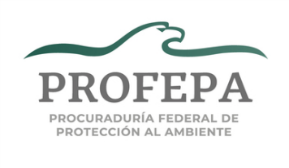 PROFEPA
PROCURADURÍA FEDERAL DE
PROTECCIÓN AL AMBIENTE